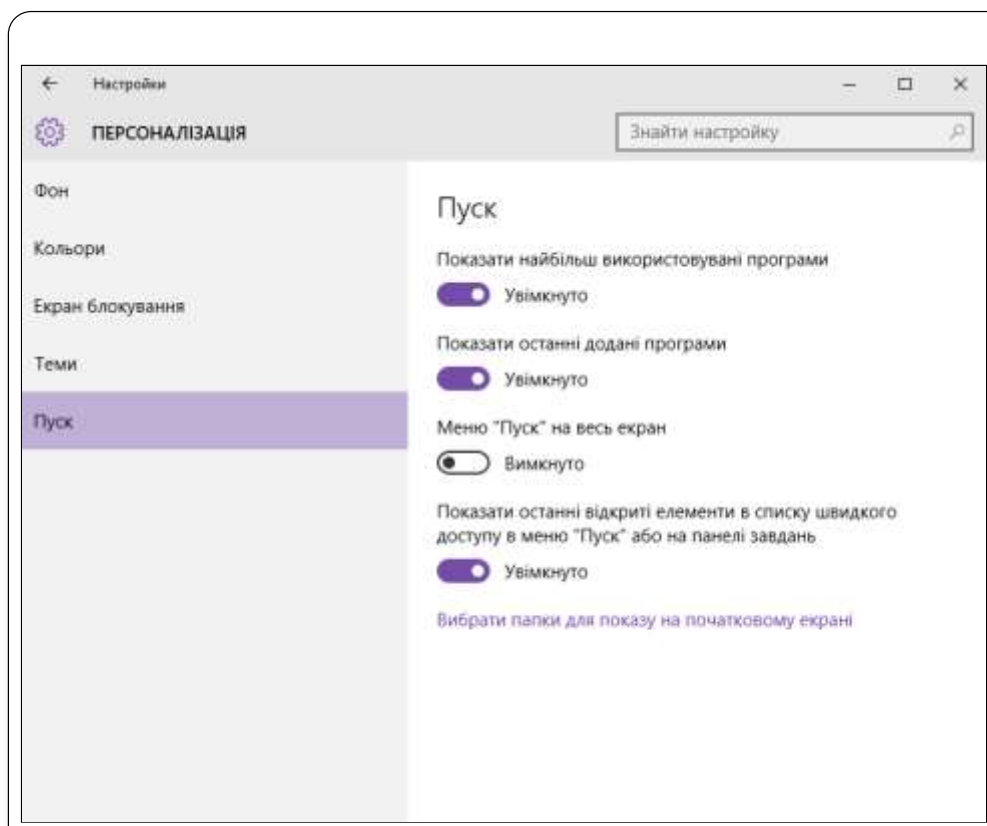 Настройки
ПЕРСОНАЛІЗАЦІЯ
Знайти настройку
Фон
Кольори
Екран блокування
Теми
Пуск
Пуск
Показати найбільш використовувані програми
Увімкнуто
Показати останні додані програми
Увімкнуто
Меню "Пуск" на весь екран
Вимкнуто
Показати останні відкриті елементи в списку швидкого
доступу в меню "Пуск" або на панелі завдань
Увімкнуто
Вибрати папки для показу на початковому екрані